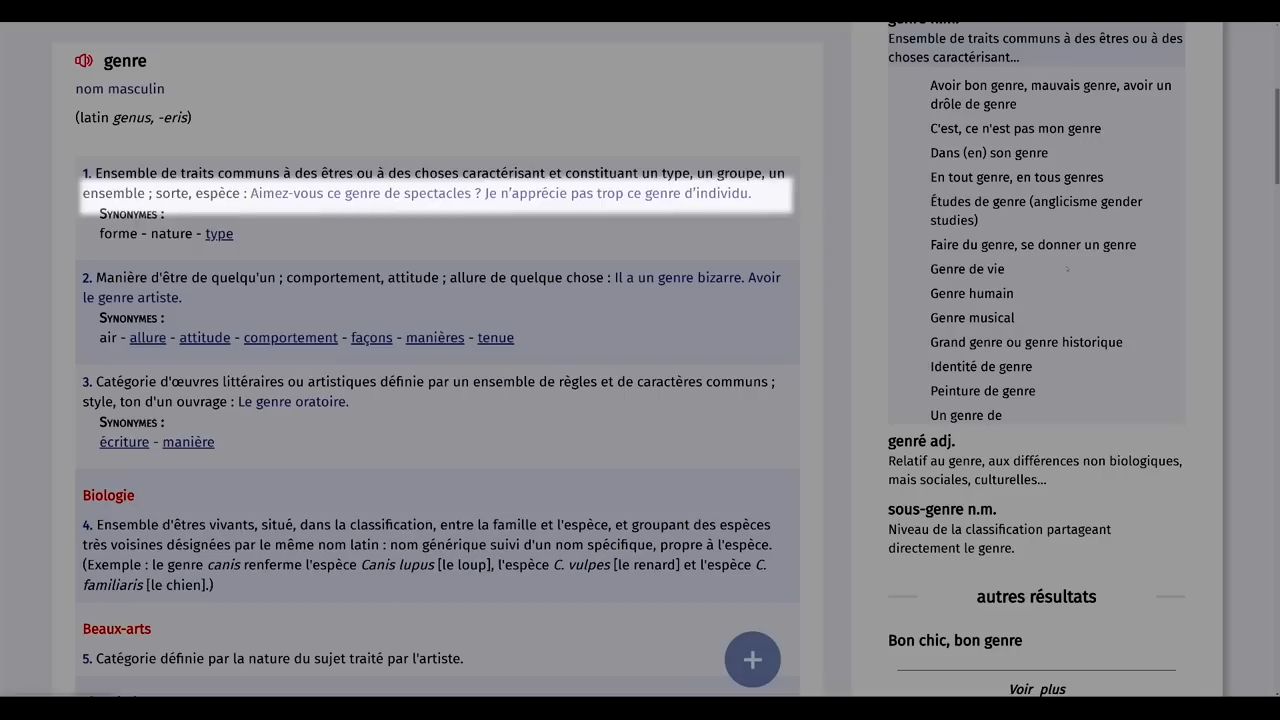 genre
nom masculin
(latin genus, -eris)
1. Ensemble de traits communs à des êtres ou à des choses caractérisant et constituant un type, un groupe, un
ensemble ; sorte, espèce : Aimez-vous ce genre de spectacles ? Je n’apprécie pas trop ce genre d’individu.
Synonymes :
forme - nature - type
2. Manière d'être de quelqu'un ; comportement, attitude ; allure de quelque chose : Il a un genre bizarre. Avoir
le genre artiste.
Synonymes :
air - allure - attitude - comportement - façons - manières - tenue
3. Catégorie d'œuvres littéraires ou artistiques définie par un ensemble de règles et de caractères communs ;
style, ton d'un ouvrage : Le genre oratoire.
Synonymes :
écriture - manière
Biologie
4. Ensemble d'êtres vivants, situé, dans la classification, entre la famille et l'espèce, et groupant des espèces
très voisines désignées par le même nom latin : nom générique suivi d'un nom spécifique, propre à l'espèce.
(Exemple : le genre canis renferme l'espèce Canis lupus [le loup], l'espèce C. vulpes [le renard] et l'espèce C.
familiaris [le chien].)
Beaux-arts
5. Catégorie définie par la nature du sujet traité par l'artiste.
genre n.m.
Ensemble de traits communs à des êtres ou à des
choses caractérisant...
Avoir bon genre, mauvais genre, avoir un
drôle de genre
C'est, ce n'est pas mon genre
Dans (en) son genre
En tout genre, en tous genres
Études de genre (anglicisme gender
studies)
Faire du genre, se donner un genre
Genre de vie
Genre humain
Genre musical
Grand genre ou genre historique
Identité de genre
Peinture de genre
Un genre de
genré adj.
Relatif au genre, aux différences non biologiques,
mais sociales, culturelles...
sous-genre n.m.
Niveau de la classification partageant
directement le genre.
autres résultats
Bon chic, bon genre
Voir plus